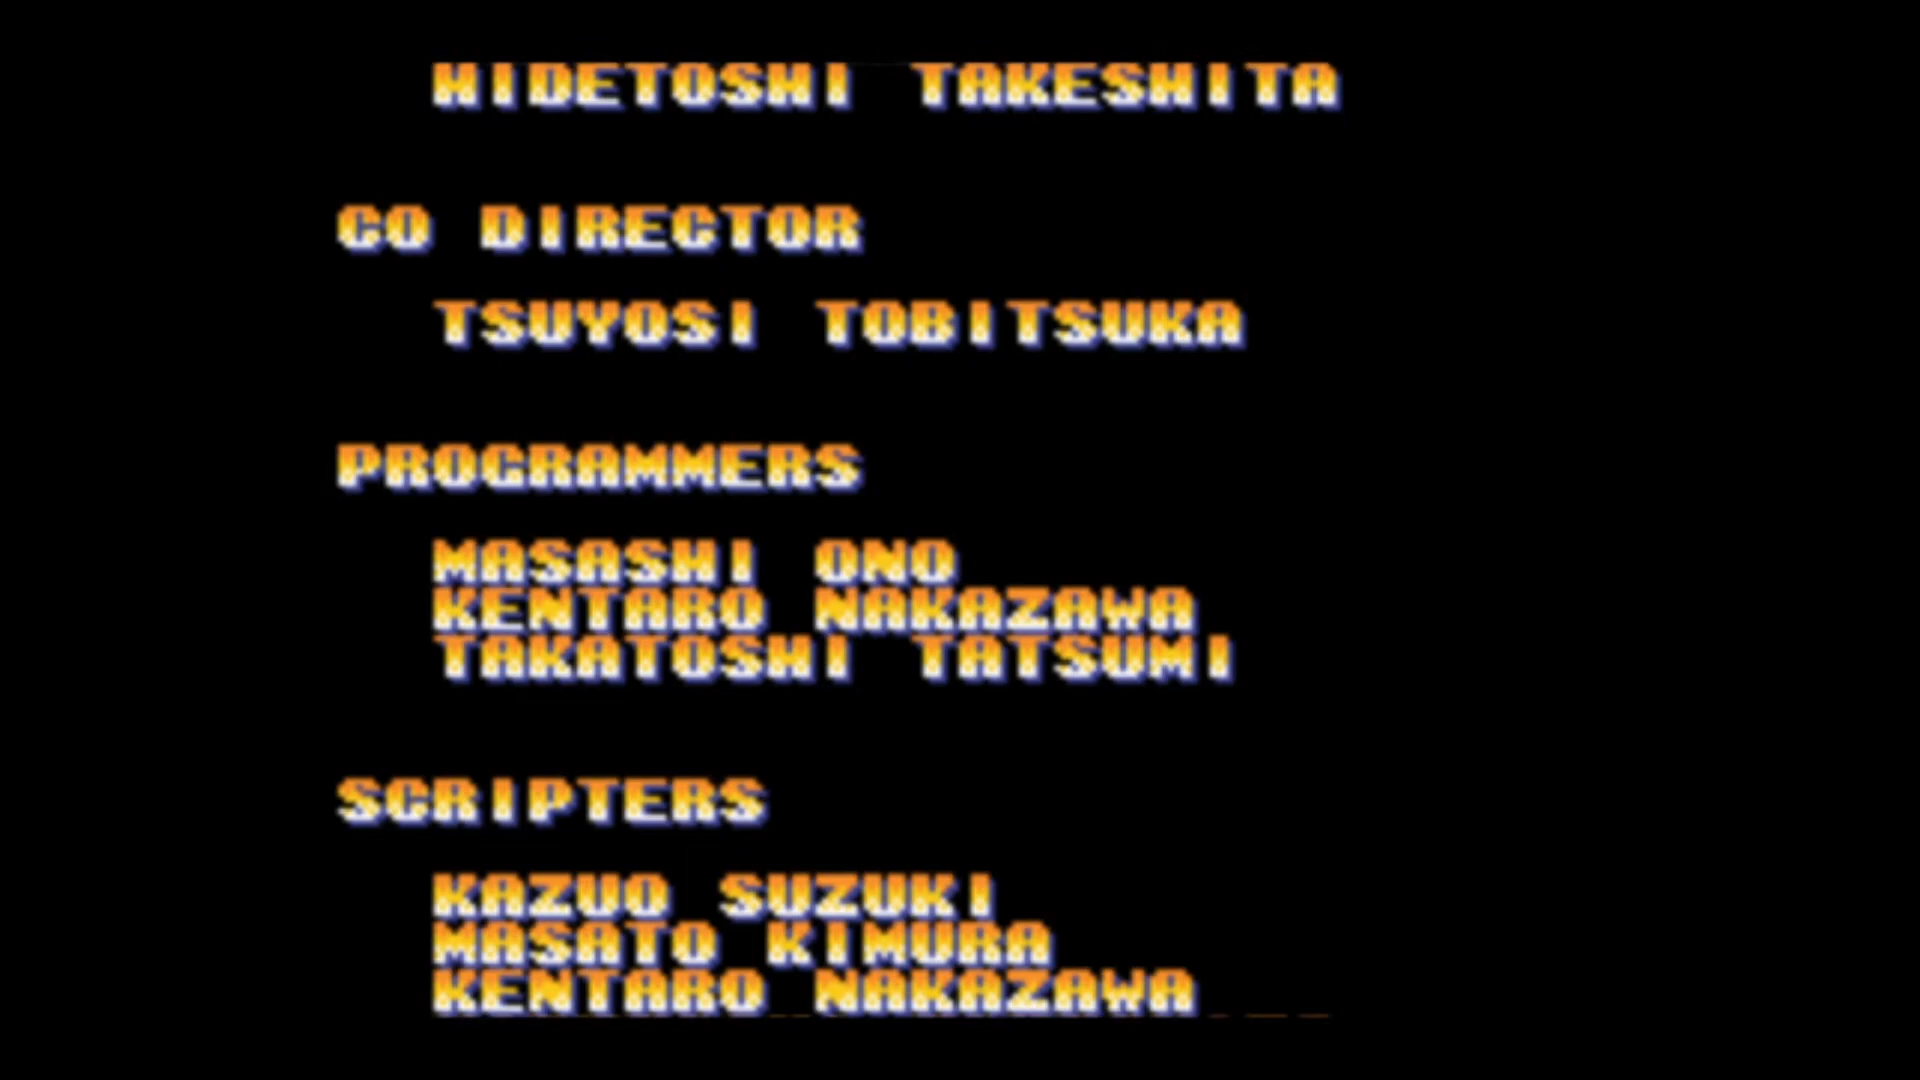 HIDETOSHI TAKESHITA
CO DIRECTOR
TSUYOSI TOBITSUKA
PROGRAMMERS
MASASHI ONO
KENTARO NAKAZAWA
TAKATOSHI TATSUMI
SCRIPTERS
KAZUO SUZUKI
MASATO KIMURA
KENTARO NAKAZAWA